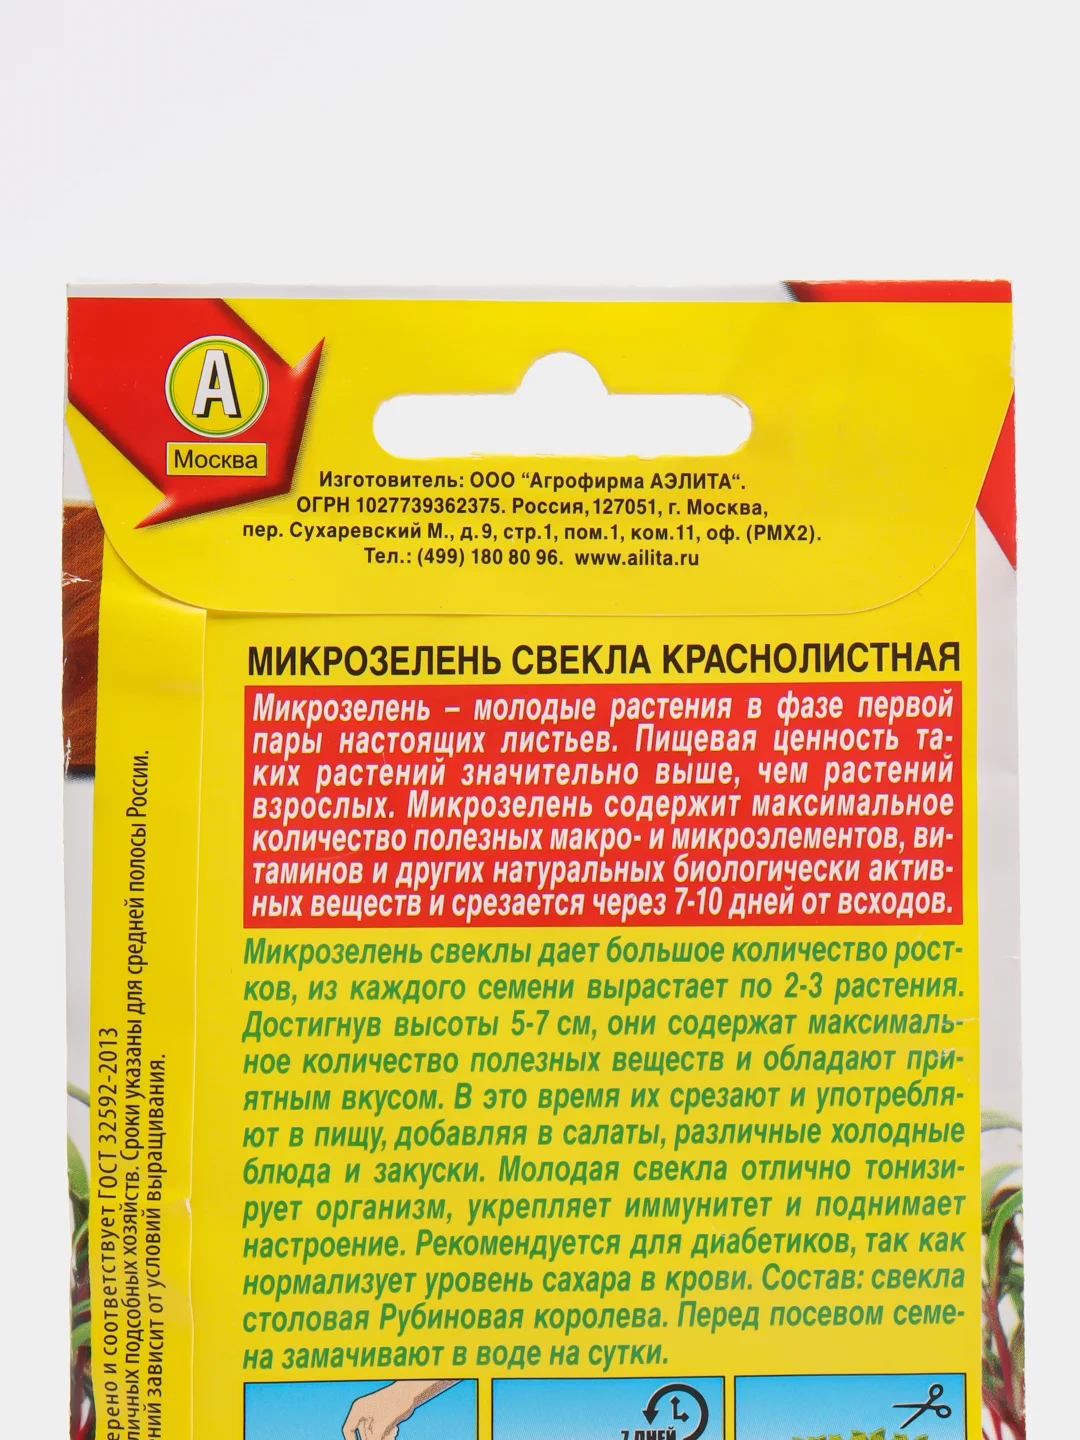 А
Москва
Изготовитель: ООО “Агрофирма АЭЛИТА“.
ОГРН 1027739362375. Россия, 127051, г. Москва,
пер. Сухаревский М., д.9, стр.1, пом.1, ком.11, оф. (РМХ2).
Тел.: (499) 180 80 96. www.ailita.ru
МИКРОЗЕЛЕНЬ СВЕКЛА КРАСНОЛИСТНАЯ
Микрозелень – молодые растения в фазе первой
пары настоящих листьев. Пищевая ценность та-
ких растений значительно выше, чем растений
взрослых. Микрозелень содержит максимальное
количество полезных макро- и микроэлементов, ви-
таминов и других натуральных биологически актив-
ных веществ и срезается через 7-10 дней от всходов.
Микрозелень свеклы дает большое количество рост-
ков, из каждого семени вырастает по 2-3 растения.
Достигнув высоты 5-7 см, они содержат максималь-
ное количество полезных веществ и обладают при-
ятным вкусом. В это время их срезают и употребля-
ют в пищу, добавляя в салаты, различные холодные
блюда и закуски. Молодая свекла отлично тонизи-
рует организм, укрепляет иммунитет и поднимает
настроение. Рекомендуется для диабетиков, так как
нормализует уровень сахара в крови. Состав: свекла
столовая Рубиновая королева. Перед посевом семе-
на замачивают в воде на сутки.
7 ДНЕЙ
и соответствует ГОСТ 32592-2013
подсобных хозяйств. Сроки указаны для средней полосы России.
зависит от условий выращивания.